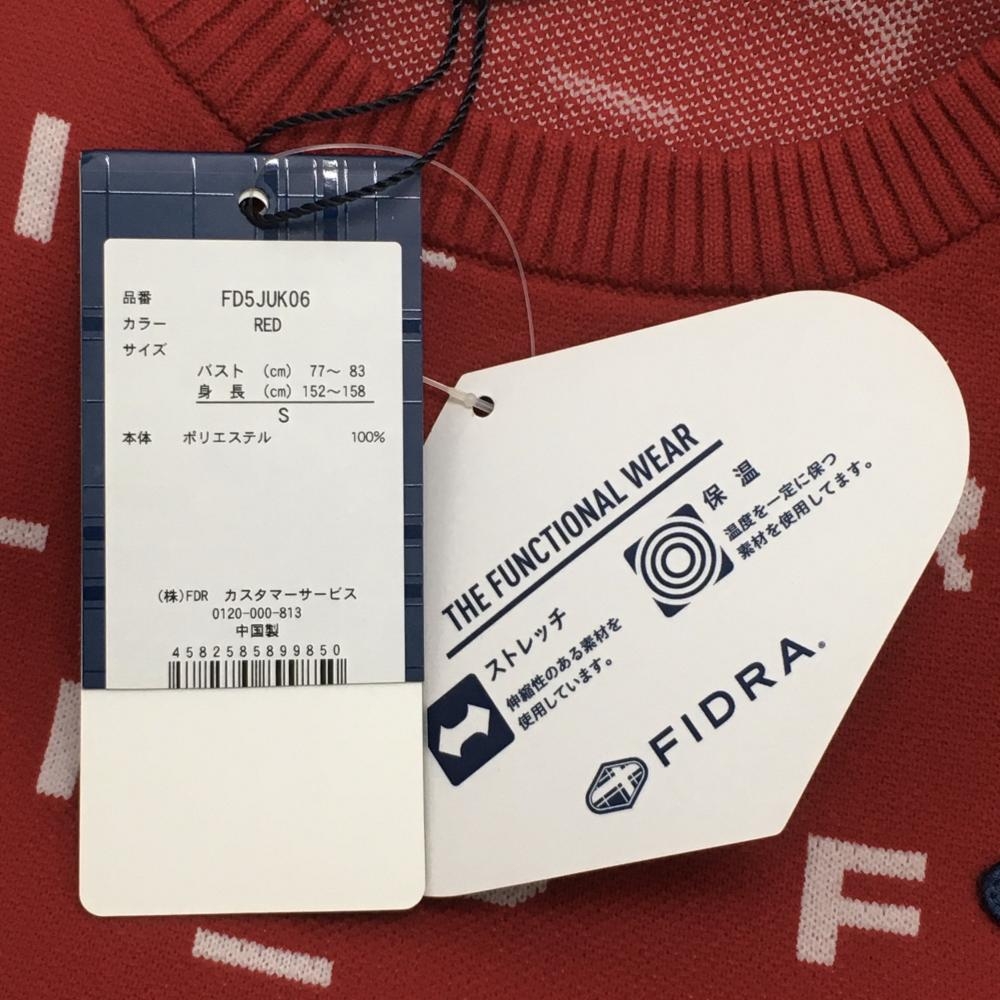 品番 FD5JUK06
カラー RED
サイズ
バスト (cm) 77～ 83
身 長 (cm) 152～158
S
本体 ポリエステル 100%
(株)FDR カスタマーサービス
0120-000-813
中国製
4582585899850
THE FUNCTIONAL WEAR
保 温
温度を一定に保つ
素材を使用してます。
ストレッチ
伸縮性のある素材を
使用しています。
FIDRA
F